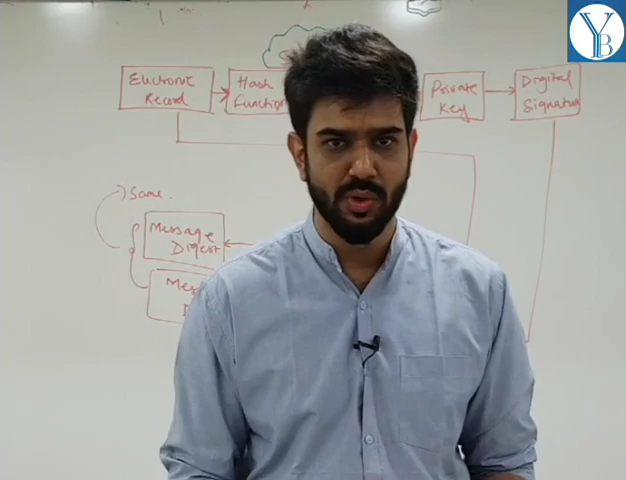 YB
Electronic
Record
Hash
Function
Private
Key
Digital
Signature
Same.
Message
Digest